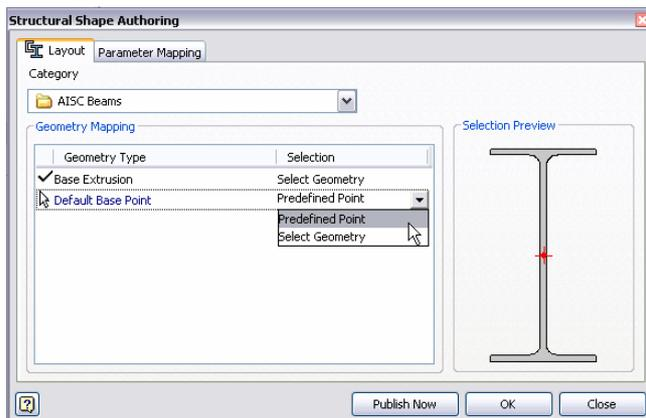 Structural Shape Authoring
Layout Parameter Mapping
Category
AISC Beams
Geometry Mapping
Selection Preview
Geometry Type Selection
Base Extrusion Select Geometry
Default Base Point Predefined Point
Predefined Point
Select Geometry
Publish Now OK Close